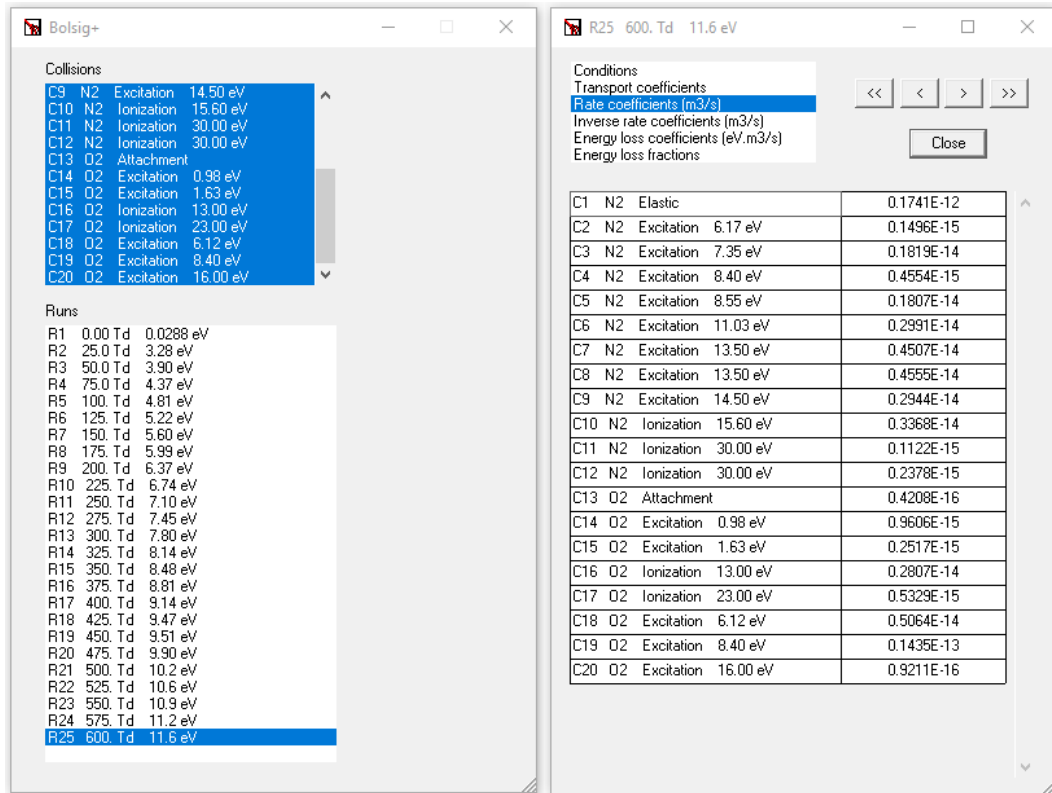 Bolsig+
Collisions
C9 N2 Excitation 14.50 eV
C10 N2 Ionization 15.60 eV
C11 N2 Ionization 30.00 eV
C12 N2 Ionization 30.00 eV
C13 O2 Attachment
C14 O2 Excitation 0.98 eV
C15 O2 Excitation 1.63 eV
C16 O2 Ionization 13.00 eV
C17 O2 Ionization 23.00 eV
C18 O2 Excitation 6.12 eV
C19 O2 Excitation 8.40 eV
C20 O2 Excitation 16.00 eV
Runs
R1 0.00 Td 0.0288 eV
R2 25.0 Td 3.28 eV
R3 50.0 Td 3.90 eV
R4 75.0 Td 4.37 eV
R5 100. Td 4.81 eV
R6 125. Td 5.22 eV
R7 150. Td 5.60 eV
R8 175. Td 5.99 eV
R9 200. Td 6.37 eV
R10 225. Td 6.74 eV
R11 250. Td 7.10 eV
R12 275. Td 7.45 eV
R13 300. Td 7.80 eV
R14 325. Td 8.14 eV
R15 350. Td 8.48 eV
R16 375. Td 8.81 eV
R17 400. Td 9.14 eV
R18 425. Td 9.47 eV
R19 450. Td 9.51 eV
R20 475. Td 9.90 eV
R21 500. Td 10.2 eV
R22 525. Td 10.6 eV
R23 550. Td 10.9 eV
R24 575. Td 11.2 eV
R25 600. Td 11.6 eV
R25 600. Td 11.6 eV
Conditions
Transport coefficients
Rate coefficients (m3/s)
Inverse rate coefficients (m3/s)
Energy loss coefficients (eV.m3/s)
Energy loss fractions
<< < > >>
Close
C1 N2 Elastic 0.1741E-12
C2 N2 Excitation 6.17 eV 0.1496E-15
C3 N2 Excitation 7.35 eV 0.1819E-14
C4 N2 Excitation 8.40 eV 0.4554E-15
C5 N2 Excitation 8.55 eV 0.1807E-14
C6 N2 Excitation 11.03 eV 0.2991E-14
C7 N2 Excitation 13.50 eV 0.4507E-14
C8 N2 Excitation 13.50 eV 0.4555E-14
C9 N2 Excitation 14.50 eV 0.2944E-14
C10 N2 Ionization 15.60 eV 0.3368E-14
C11 N2 Ionization 30.00 eV 0.1122E-15
C12 N2 Ionization 30.00 eV 0.2378E-15
C13 O2 Attachment 0.4208E-16
C14 O2 Excitation 0.98 eV 0.9606E-15
C15 O2 Excitation 1.63 eV 0.2517E-15
C16 O2 Ionization 13.00 eV 0.2807E-14
C17 O2 Ionization 23.00 eV 0.5329E-15
C18 O2 Excitation 6.12 eV 0.5064E-14
C19 O2 Excitation 8.40 eV 0.1435E-13
C20 O2 Excitation 16.00 eV 0.9211E-16